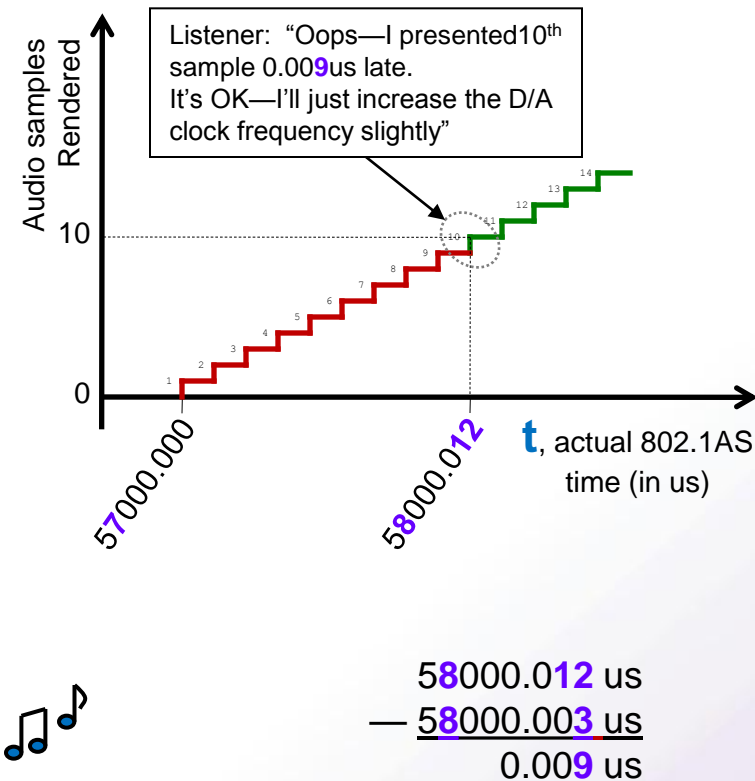 Listener: “Oops—I presented10th
sample 0.009us late.
It's OK—I'll just increase the D/A
clock frequency slightly”
Audio samples
Rendered
14
13
12
11
10
10
9
8
7
6
5
4
3
2
1
0
57000.000
58000.012
t, actual 802.1AS
time (in us)
58000.012 us
— 58000.003 us
0.009 us